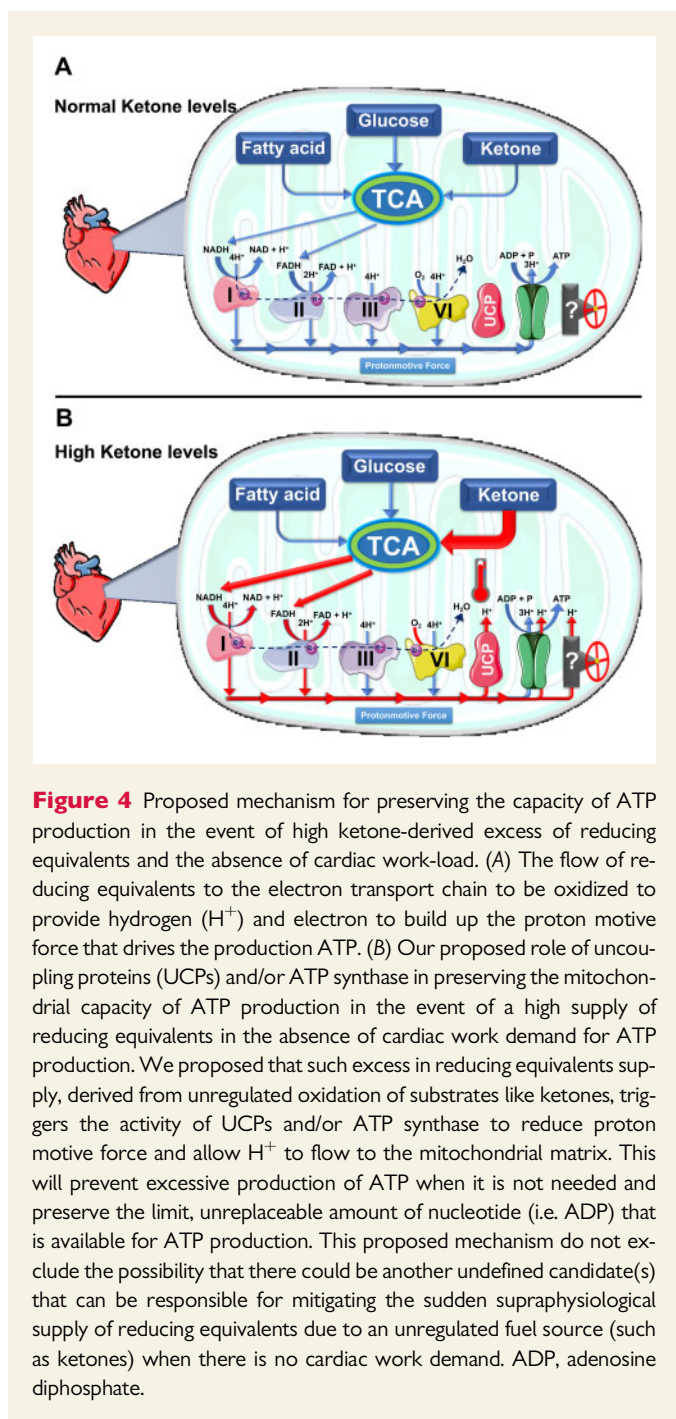 A
Normal Ketone levels
Glucose
Fatty acid
Ketone
TCA
NADH
4H⁺
NAD + H⁺
FADH
2H⁺
FAD + H⁺
4H⁺
O₂
4H⁺
H₂O
ADP + P
3H⁺
ATP
I
e⁻
II
e⁻
III
e⁻
e⁻
VI
UCP
?
Protonmotive Force
B
High Ketone levels
Glucose
Fatty acid
Ketone
TCA
NADH
4H⁺
NAD + H⁺
FADH
2H⁺
FAD + H⁺
4H⁺
O₂
4H⁺
H₂O
H⁺
ADP + P
3H⁺
H⁺
ATP
H⁺
I
e⁻
II
e⁻
III
e⁻
e⁻
VI
UCP
?
Protonmotive Force
Figure 4 Proposed mechanism for preserving the capacity of ATP
production in the event of high ketone-derived excess of reducing
equivalents and the absence of cardiac work-load. (A) The flow of re-
ducing equivalents to the electron transport chain to be oxidized to
provide hydrogen (H⁺) and electron to build up the proton motive
force that drives the production ATP. (B) Our proposed role of uncou-
pling proteins (UCPs) and/or ATP synthase in preserving the mitochon-
drial capacity of ATP production in the event of a high supply of
reducing equivalents in the absence of cardiac work demand for ATP
production. We proposed that such excess in reducing equivalents sup-
ply, derived from unregulated oxidation of substrates like ketones, trig-
gers the activity of UCPs and/or ATP synthase to reduce proton
motive force and allow H⁺ to flow to the mitochondrial matrix. This
will prevent excessive production of ATP when it is not needed and
preserve the limit, unreplaceable amount of nucleotide (i.e. ADP) that
is available for ATP production. This proposed mechanism do not ex-
clude the possibility that there could be another undefined candidate(s)
that can be responsible for mitigating the sudden supraphysiological
supply of reducing equivalents due to an unregulated fuel source (such
as ketones) when there is no cardiac work demand. ADP, adenosine
diphosphate.